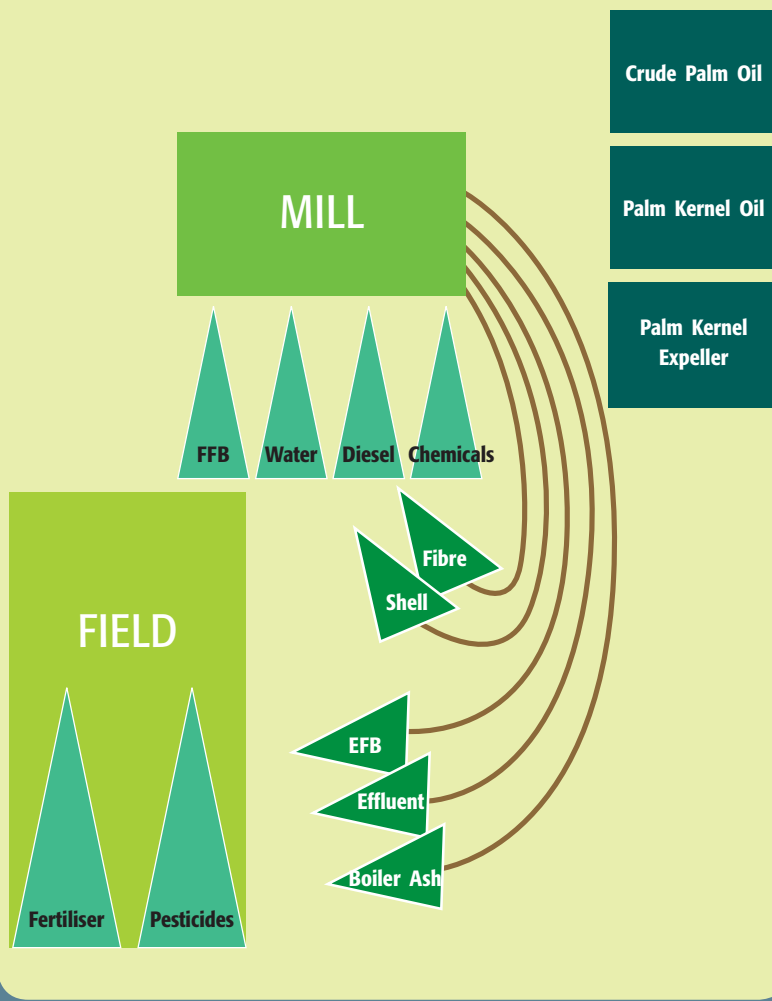 Crude Palm Oil
MILL
Palm Kernel Oil
Palm Kernel
Expeller
FFB
Water
Diesel
Chemicals
Fibre
Shell
FIELD
EFB
Effluent
Boiler Ash
Fertiliser
Pesticides